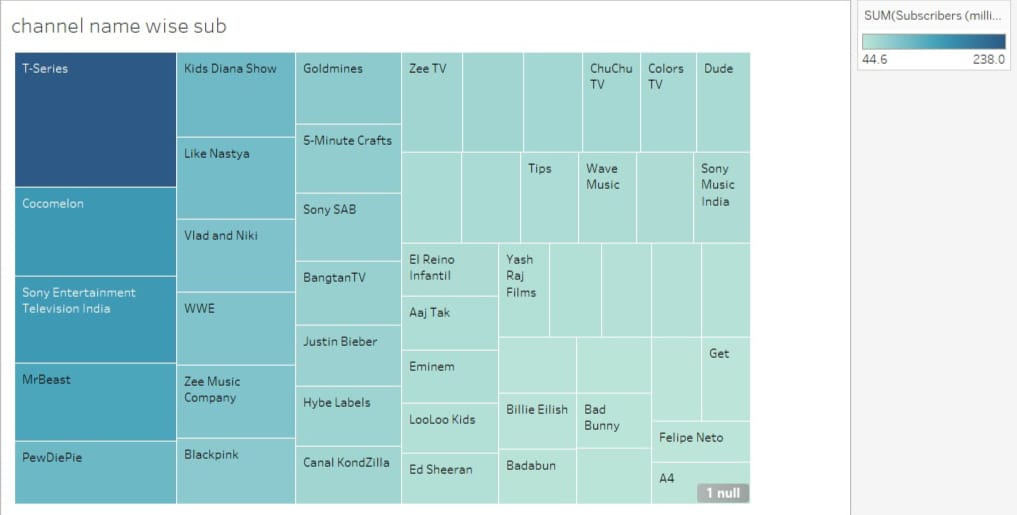 channel name wise sub
SUM(Subscribers (milli...
44.6 238.0
T-Series
Cocomelon
Sony Entertainment
Television India
MrBeast
PewDiePie
Kids Diana Show
Like Nastya
Vlad and Niki
WWE
Zee Music
Company
Blackpink
Goldmines
5-Minute Crafts
Sony SAB
BangtanTV
Justin Bieber
Hybe Labels
Canal KondZilla
Zee TV
ChuChu
TV
Colors
TV
Dude
Tips
Wave
Music
Sony
Music
India
El Reino
Infantil
Aaj Tak
Eminem
LooLoo Kids
Ed Sheeran
Yash
Raj
Films
Get
Billie Eilish
Bad
Bunny
Badabun
Felipe Neto
A4
1 null